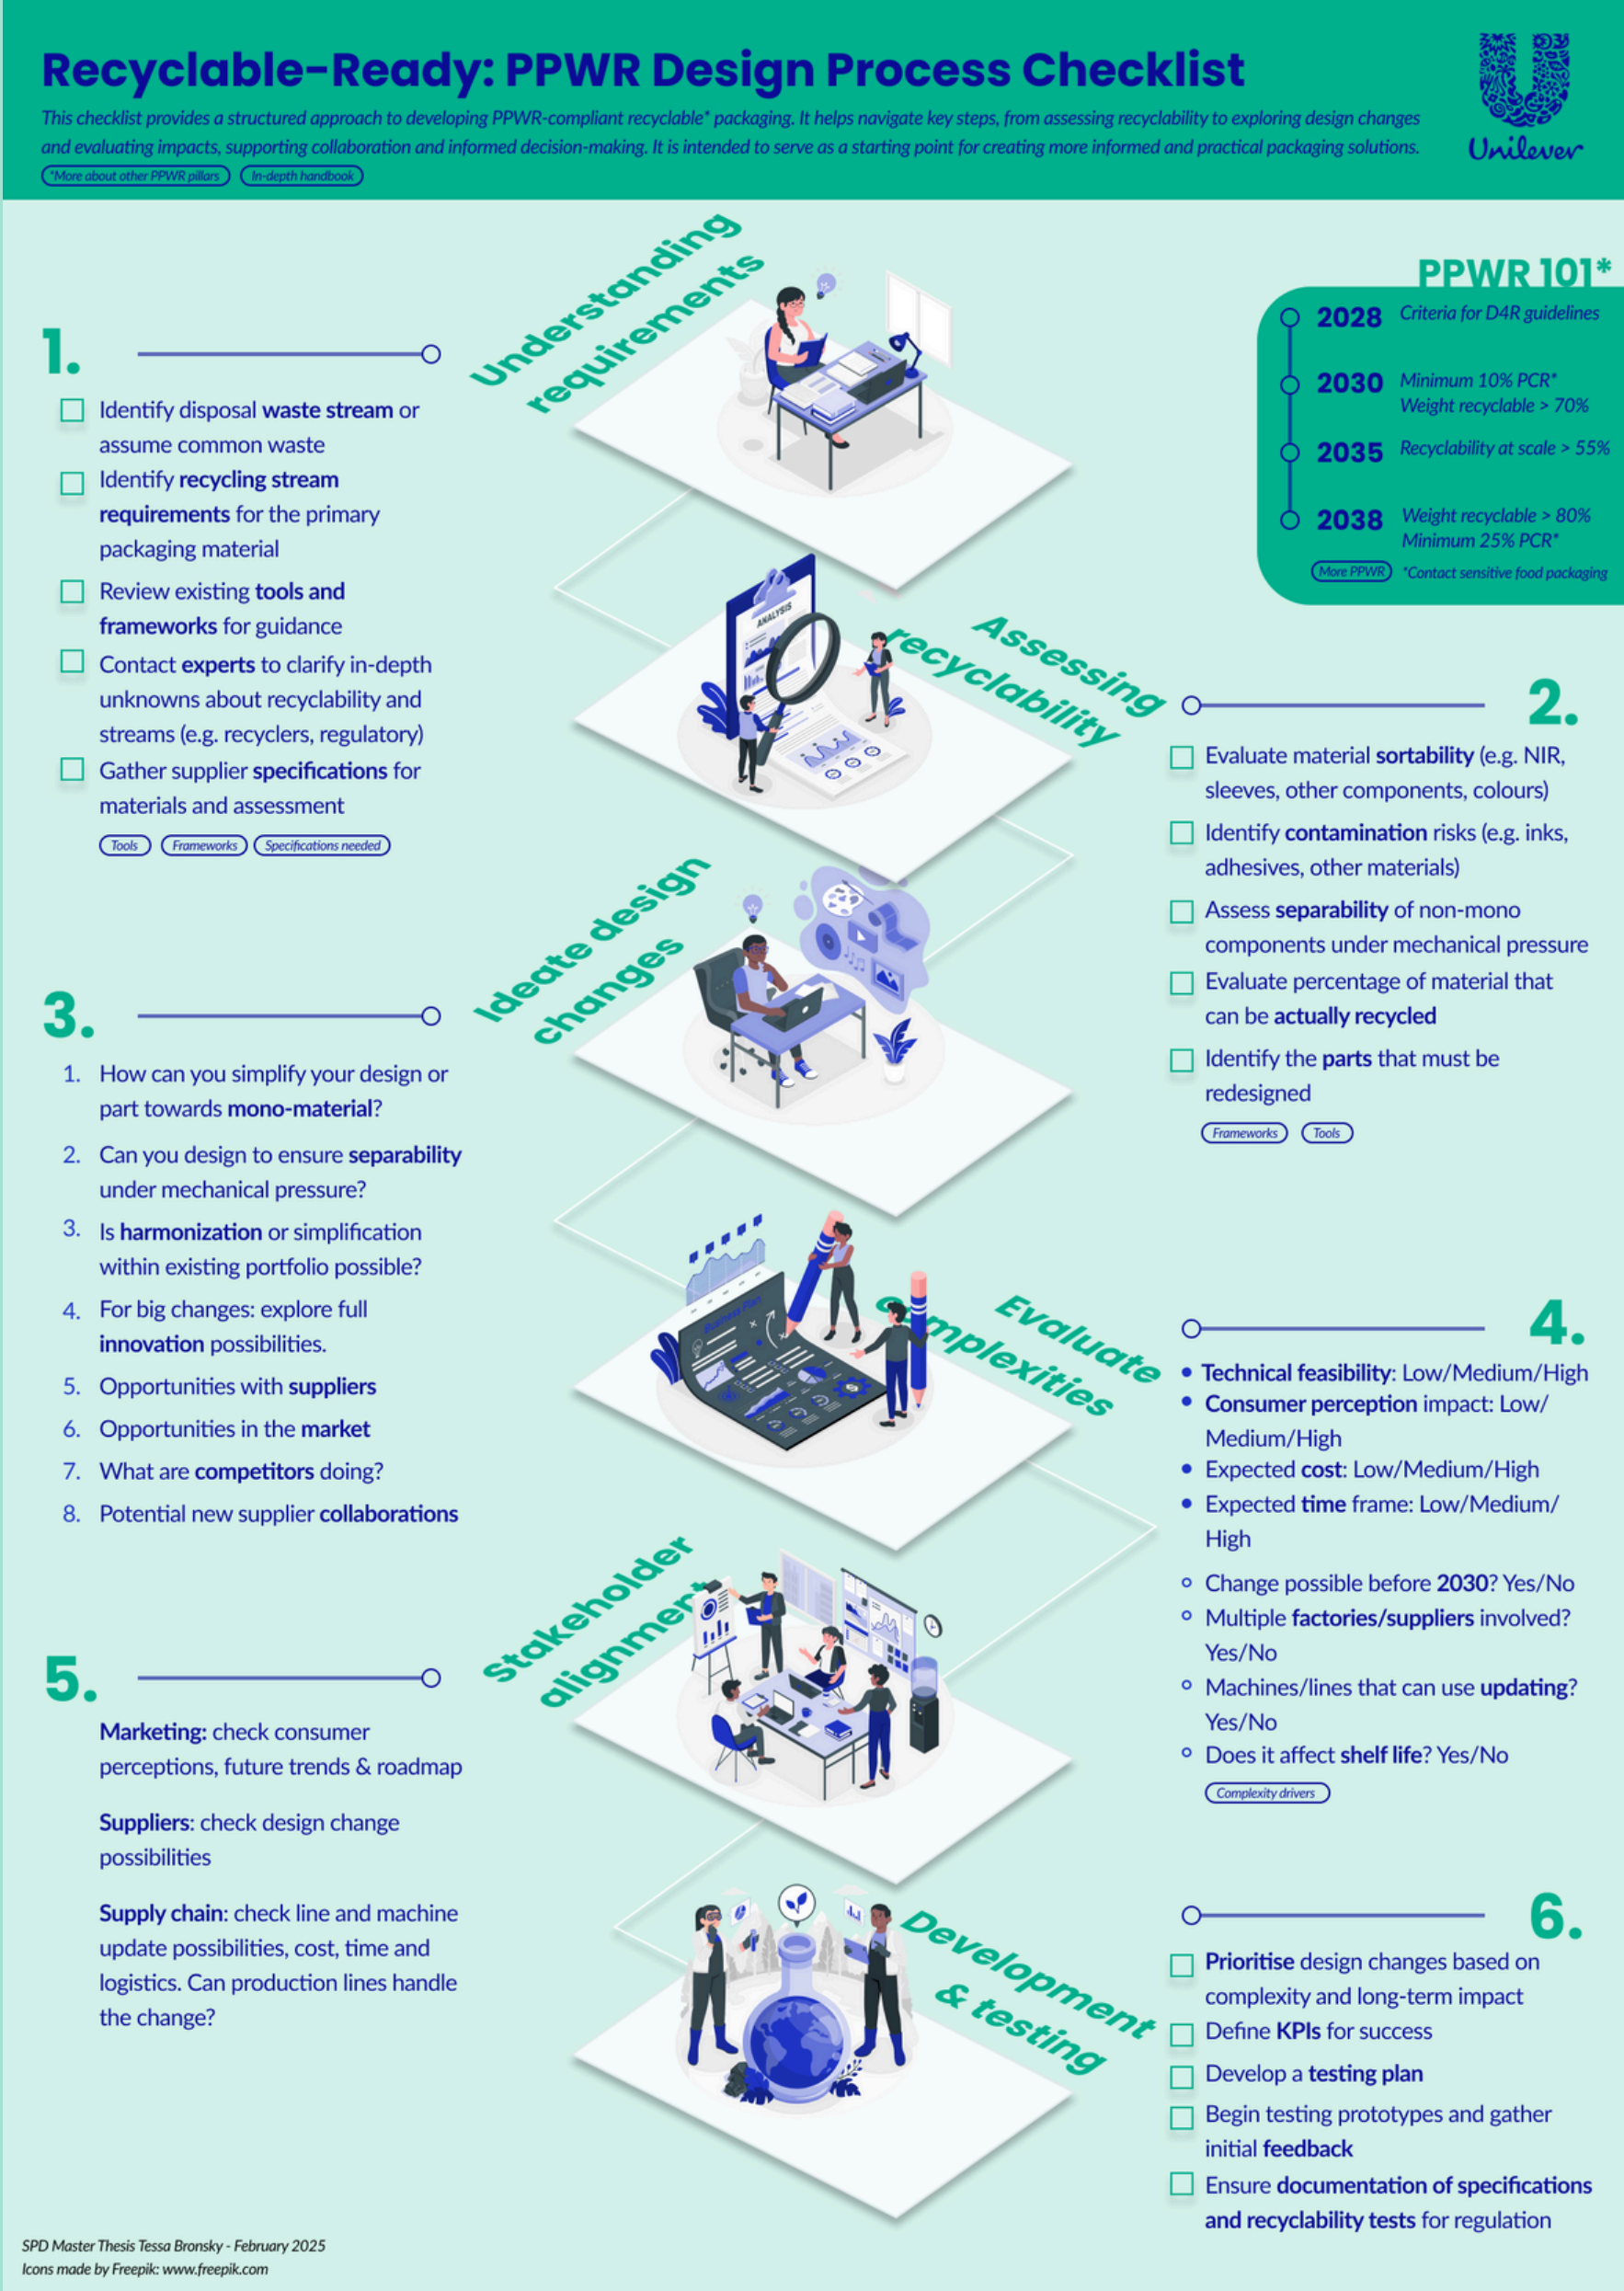 Recyclable-Ready: PPWR Design Process Checklist
This checklist provides a structured approach to developing PPWR-compliant recyclable* packaging. It helps navigate key steps, from assessing recyclability to exploring design changes
and evaluating impacts, supporting collaboration and informed decision-making. It is intended to serve as a starting point for creating more informed and practical packaging solutions.
*More about other PPWR pillars
In-depth handbook
Unilever
PPWR 101*
2028 Criteria for D4R guidelines
2030 Minimum 10% PCR*
Weight recyclable > 70%
2035 Recyclability at scale > 55%
2038 Weight recyclable > 80%
Minimum 25% PCR*
More PPWR *Contact sensitive food packaging
Understanding
requirements
1.
Identify disposal waste stream or
assume common waste
Identify recycling stream
requirements for the primary
packaging material
Review existing tools and
frameworks for guidance
Contact experts to clarify in-depth
unknowns about recyclability and
streams (e.g. recyclers, regulatory)
Gather supplier specifications for
materials and assessment
Tools Frameworks Specifications needed
ANALYSIS
Assessing
recyclability
2.
Evaluate material sortability (e.g. NIR,
sleeves, other components, colours)
Identify contamination risks (e.g. inks,
adhesives, other materials)
Assess separability of non-mono
components under mechanical pressure
Evaluate percentage of material that
can be actually recycled
Identify the parts that must be
redesigned
Frameworks Tools
Ideate design
changes
3.
1. How can you simplify your design or
part towards mono-material?
2. Can you design to ensure separability
under mechanical pressure?
3. Is harmonization or simplification
within existing portfolio possible?
4. For big changes: explore full
innovation possibilities.
5. Opportunities with suppliers
6. Opportunities in the market
7. What are competitors doing?
8. Potential new supplier collaborations
Business Plan
Evaluate
complexities
4.
• Technical feasibility: Low/Medium/High
• Consumer perception impact: Low/
Medium/High
• Expected cost: Low/Medium/High
• Expected time frame: Low/Medium/
High
◦ Change possible before 2030? Yes/No
◦ Multiple factories/suppliers involved?
Yes/No
◦ Machines/lines that can use updating?
Yes/No
◦ Does it affect shelf life? Yes/No
Complexity drivers
Stakeholder
alignment
5.
Marketing: check consumer
perceptions, future trends & roadmap
Suppliers: check design change
possibilities
Supply chain: check line and machine
update possibilities, cost, time and
logistics. Can production lines handle
the change?
Development
& testing
6.
Prioritise design changes based on
complexity and long-term impact
Define KPIs for success
Develop a testing plan
Begin testing prototypes and gather
initial feedback
Ensure documentation of specifications
and recyclability tests for regulation
SPD Master Thesis Tessa Bronsky - February 2025
Icons made by Freepik: www.freepik.com